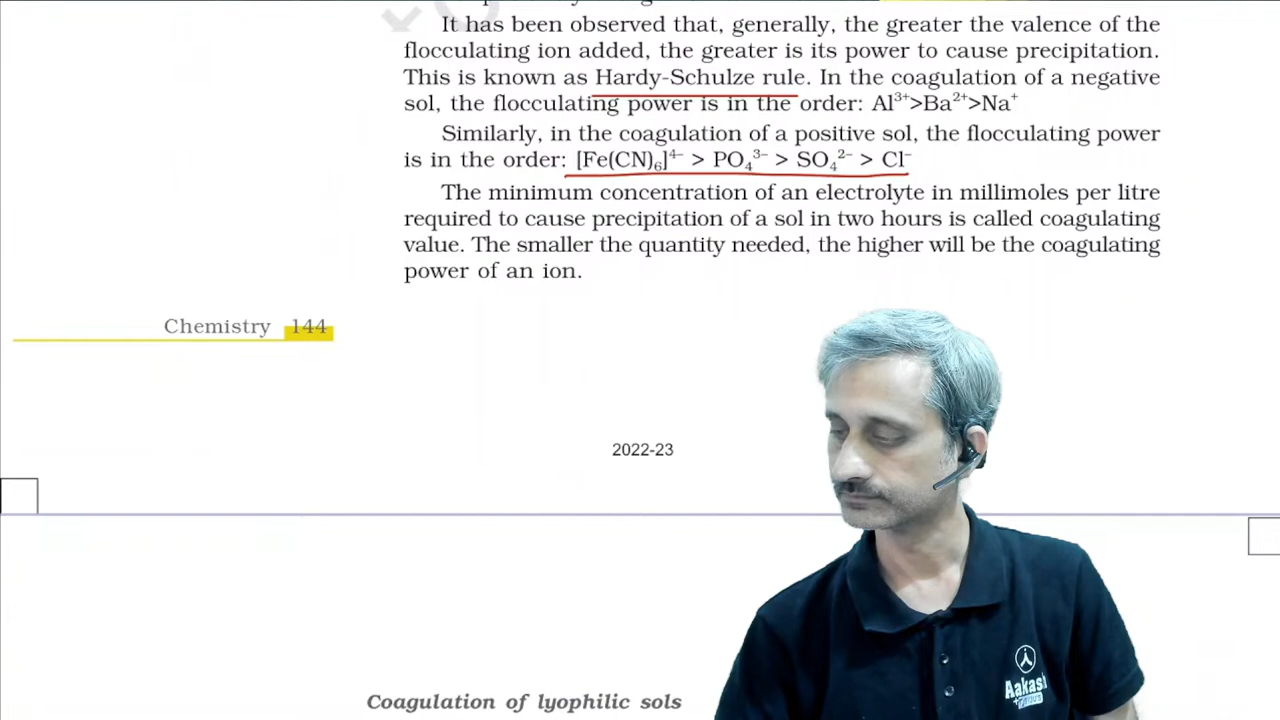 It has been observed that, generally, the greater the valence of the
flocculating ion added, the greater is its power to cause precipitation.
This is known as Hardy-Schulze rule. In the coagulation of a negative
sol, the flocculating power is in the order: Al³⁺>Ba²⁺>Na⁺
Similarly, in the coagulation of a positive sol, the flocculating power
is in the order: [Fe(CN)₆]⁴⁻ > PO₄³⁻ > SO₄²⁻ > Cl⁻
The minimum concentration of an electrolyte in millimoles per litre
required to cause precipitation of a sol in two hours is called coagulating
value. The smaller the quantity needed, the higher will be the coagulating
power of an ion.
Chemistry 144
2022-23
Aakash
Coagulation of lyophilic sols